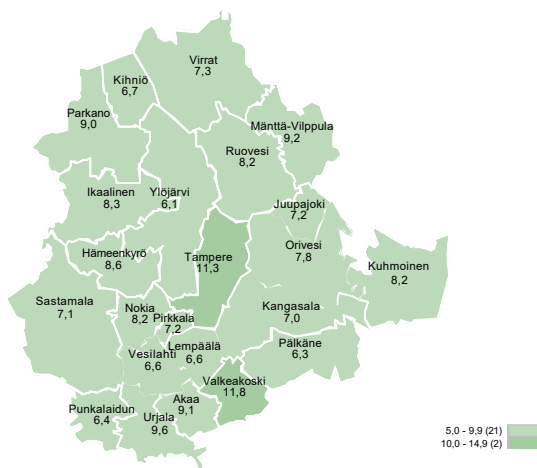 Virrat
7,3
Kihniö
6,7
Parkano
9,0
Mänttä-Vilppula
9,2
Ruovesi
8,2
Ikaalinen
8,3
Ylöjärvi
6,1
Juupajoki
7,2
Orivesi
7,8
Hämeenkyrö
8,6
Tampere
11,3
Kuhmoinen
8,2
Sastamala
7,1
Nokia
8,2
Pirkkala
7,2
Kangasala
7,0
Lempäälä
6,6
Vesilahti
6,6
Pälkäne
6,3
Valkeakoski
11,8
Akaa
9,1
Punkalaidun
6,4
Urjala
9,6
5,0 - 9,9 (21)
10,0 - 14,9 (2)